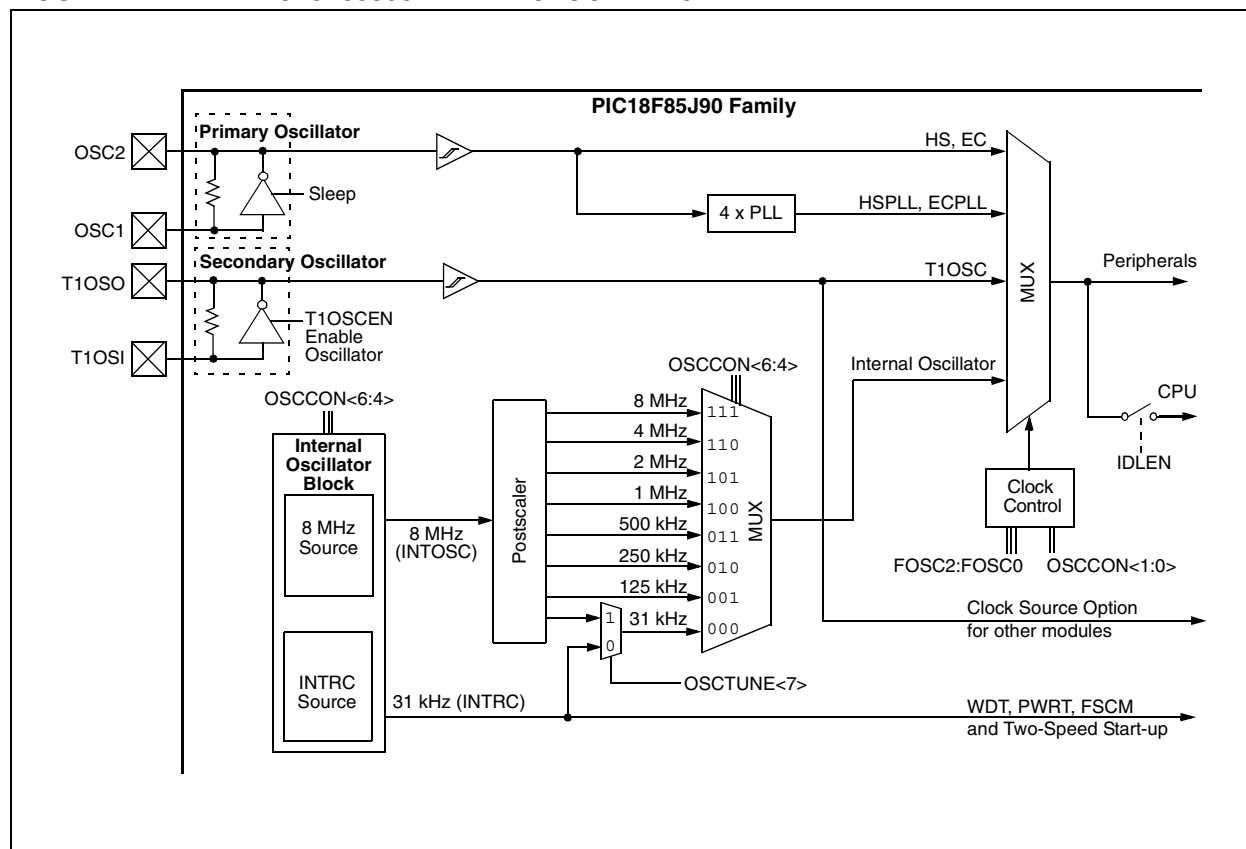 PIC18F85J90 Family
Primary Oscillator
OSC2
HS, EC
Sleep
4 x PLL
HSPLL, ECPLL
OSC1
Secondary Oscillator
T1OSO
T1OSC
MUX
Peripherals
T1OSCEN
Enable
Oscillator
T1OSI
OSCCON<6:4>
Internal Oscillator
CPU
IDLEN
OSCCON<6:4>
Internal
Oscillator
Block
8 MHz
Source
8 MHz
(INTOSC)
Postscaler
8 MHz
111
4 MHz
110
2 MHz
101
1 MHz
100
500 kHz
011
250 kHz
010
125 kHz
001
1
0
31 kHz
000
MUX
Clock
Control
FOSC2:FOSC0
OSCCON<1:0>
Clock Source Option
for other modules
OSCTUNE<7>
INTRC
Source
31 kHz (INTRC)
WDT, PWRT, FSCM
and Two-Speed Start-up